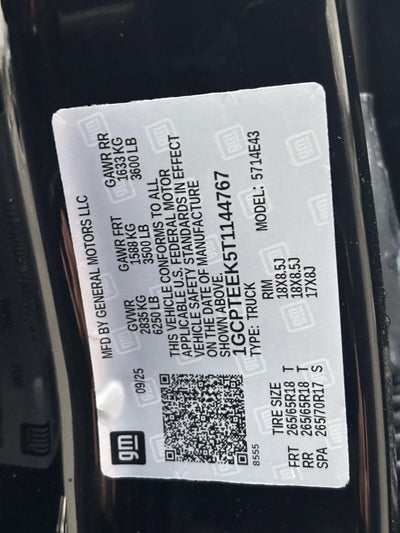 gm
MFD BY GENERAL MOTORS LLC
09/25
GVWR GAWR FRT GAWR RR
2835 KG 1588 KG 1633 KG
6250 LB 3500 LB 3600 LB
THIS VEHICLE CONFORMS TO ALL
APPLICABLE U.S. FEDERAL MOTOR
VEHICLE SAFETY STANDARDS IN EFFECT
ON THE DATE OF MANUFACTURE
SHOWN ABOVE.
1GCPTEEK5T1144767
8555
TYPE: TRUCK MODEL: 5714E43
TIRE SIZE RIM
FRT 265/65R18 T 18X8.5J
RR 265/65R18 T 18X8.5J
SPA 265/70R17 S 17X8J